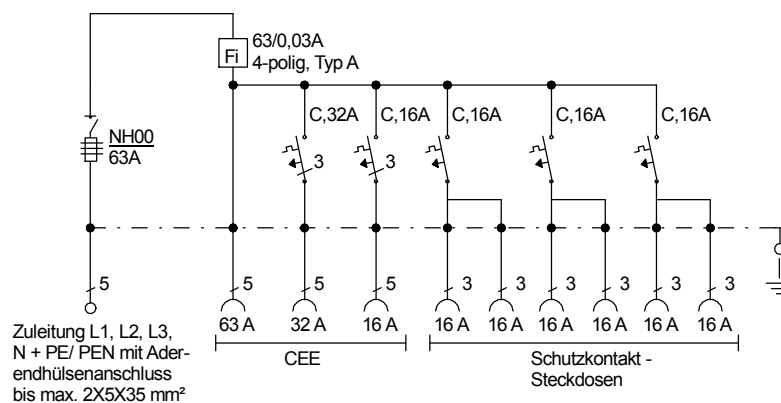 63/0,03A
Fi
4-polig, Typ A
C,32A
C,16A
C,16A
C,16A
C,16A
NH00
63A
3
3
5
5
5
5
3
3
3
3
3
3
63 A
32 A
16 A
16 A
16 A
16 A
16 A
16 A
16 A
Zuleitung L1, L2, L3,
N + PE/ PEN mit Ader-
endhülsenanschluss
bis max. 2X5X35 mm²
CEE
Schutzkontakt -
Steckdosen